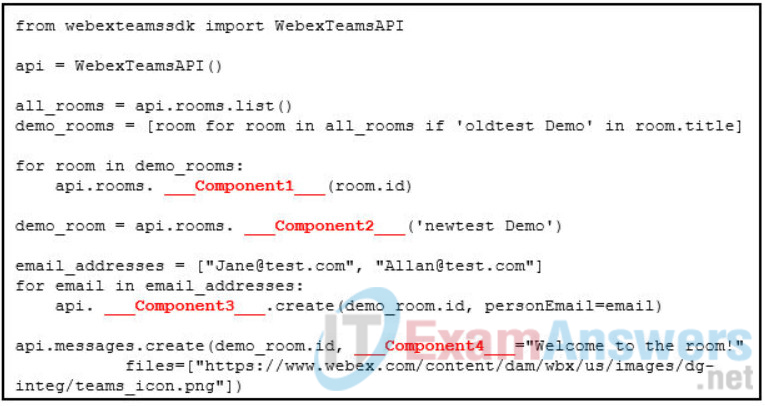 from webexteamssdk import WebexTeamsAPI
api = WebexTeamsAPI()
all_rooms = api.rooms.list()
demo_rooms = [room for room in all_rooms if 'oldtest Demo' in room.title]
for room in demo_rooms:
    api.rooms. ___Component1___(room.id)
demo_room = api.rooms. ___Component2___('newtest Demo')
email_addresses = ["Jane@test.com", "Allan@test.com"]
for email in email_addresses:
    api. ___Component3___.create(demo_room.id, personEmail=email)
api.messages.create(demo_room.id, ___Component4___="Welcome to the room!"
          files=["https://www.webex.com/content/dam/wbx/us/images/dg-
integ/teams_icon.png"])
ITExamAnswers
.net